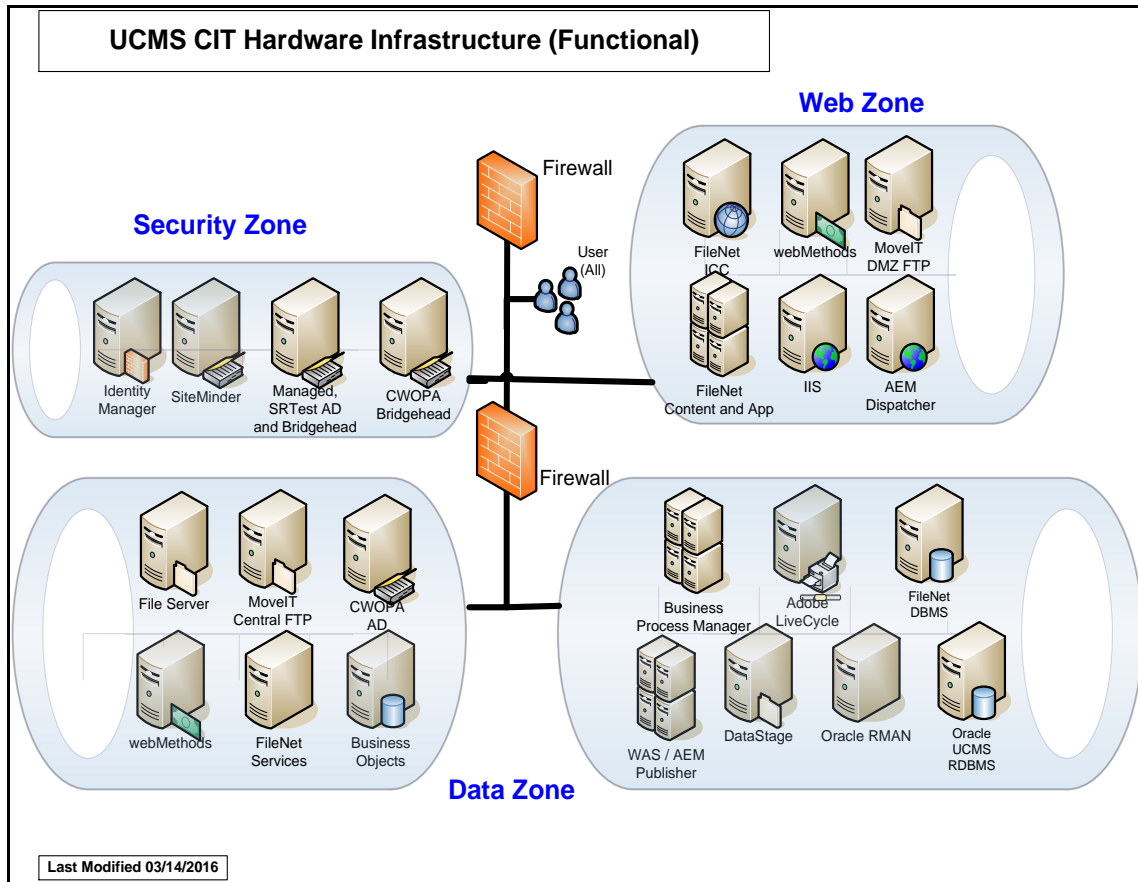 UCMS CIT Hardware Infrastructure (Functional)
Web Zone
Firewall
Security Zone
User
(All)
FileNet
ICC
webMethods
MoveIT
DMZ FTP
Identity
Manager
SiteMinder
Managed,
SRTest AD
and Bridgehead
CWOPA
Bridgehead
FileNet
Content and App
IIS
AEM
Dispatcher
Firewall
File Server
MoveIT
Central FTP
CWOPA
AD
Business
Process Manager
Adobe
LiveCycle
FileNet
DBMS
webMethods
FileNet
Services
Business
Objects
WAS / AEM
Publisher
DataStage
Oracle RMAN
Oracle
UCMS
RDBMS
Data Zone
Last Modified 03/14/2016